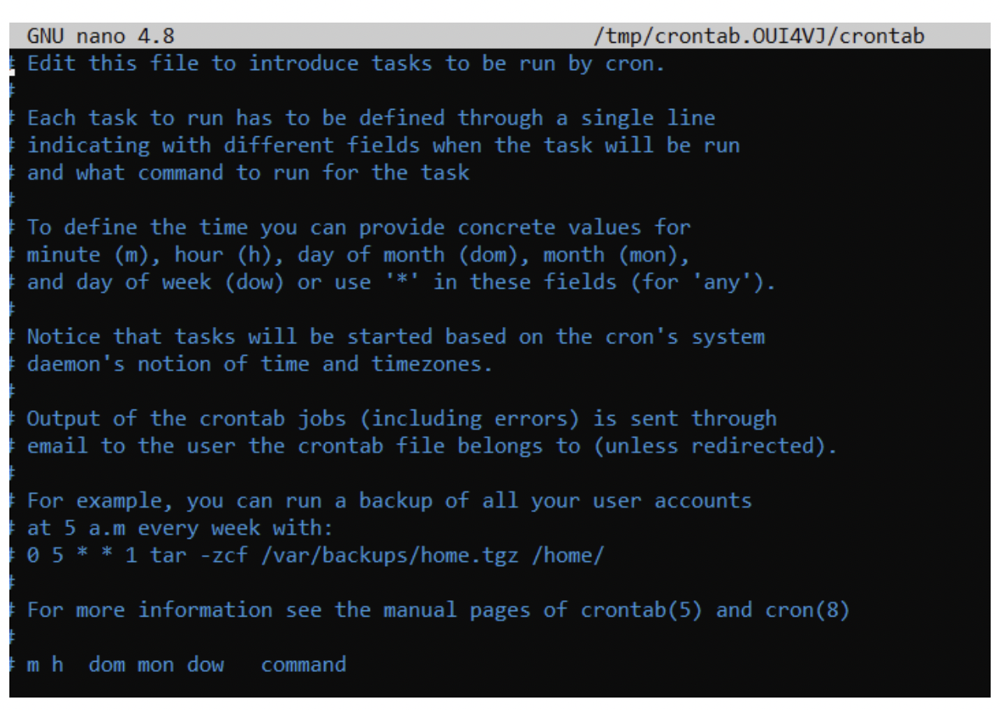 GNU nano 4.8 /tmp/crontab.OUI4VJ/crontab
# Edit this file to introduce tasks to be run by cron.
#
# Each task to run has to be defined through a single line
# indicating with different fields when the task will be run
# and what command to run for the task
#
# To define the time you can provide concrete values for
# minute (m), hour (h), day of month (dom), month (mon),
# and day of week (dow) or use '*' in these fields (for 'any').
#
# Notice that tasks will be started based on the cron's system
# daemon's notion of time and timezones.
#
# Output of the crontab jobs (including errors) is sent through
# email to the user the crontab file belongs to (unless redirected).
#
# For example, you can run a backup of all your user accounts
# at 5 a.m every week with:
# 0 5 * * 1 tar -zcf /var/backups/home.tgz /home/
#
# For more information see the manual pages of crontab(5) and cron(8)
#
# m h  dom mon dow   command